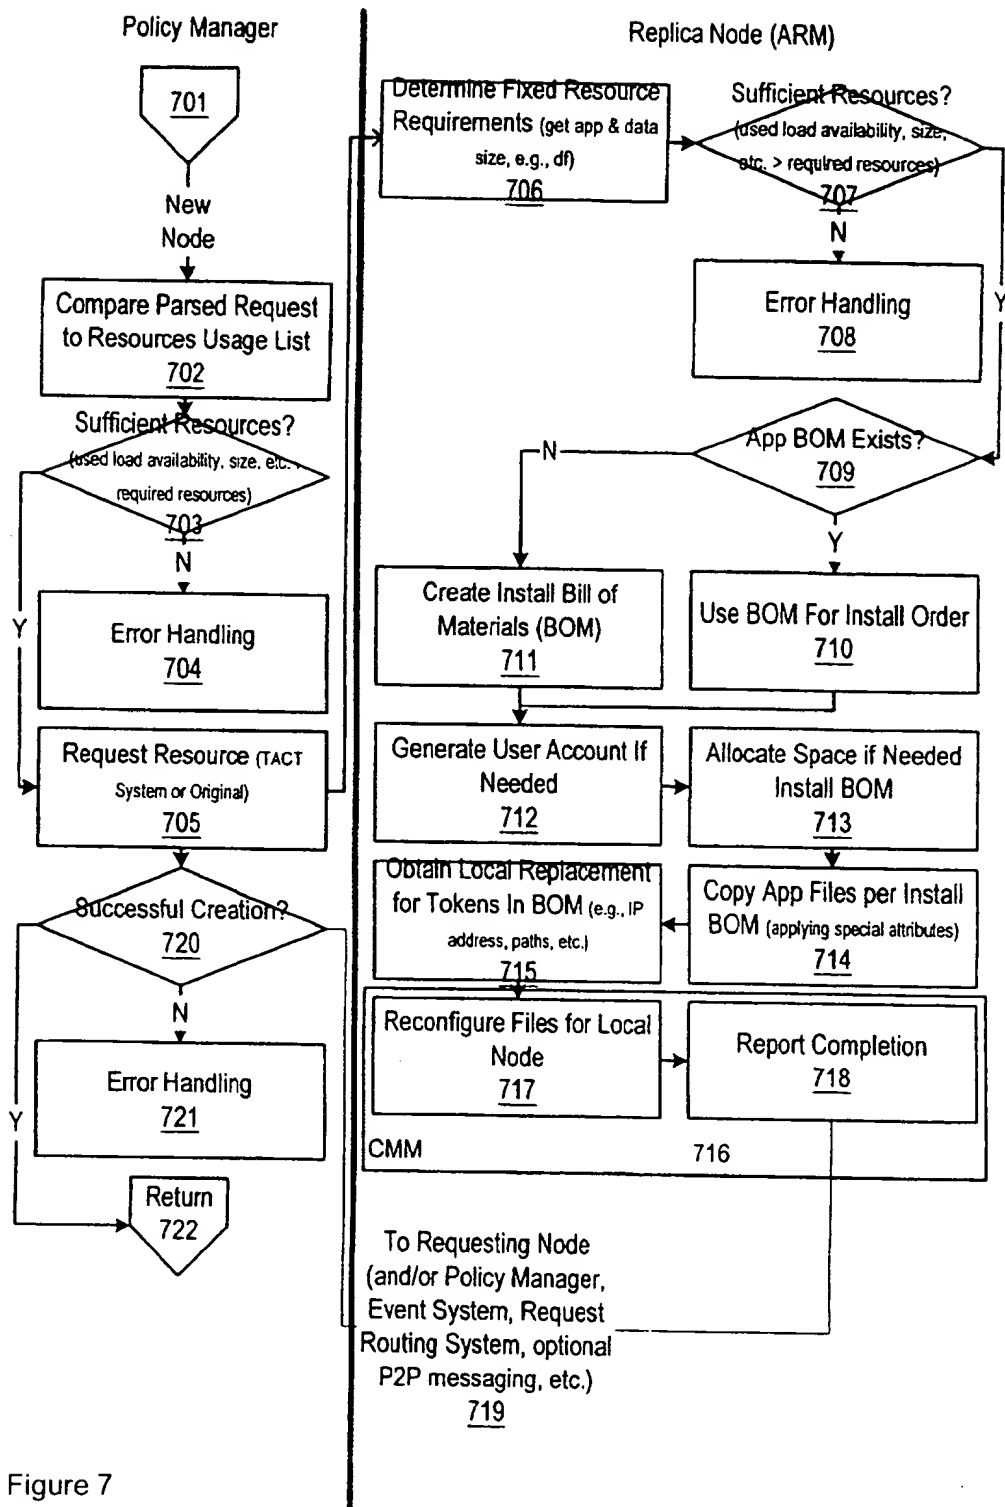 Policy Manager
701
New
Node
Compare Parsed Request
to Resources Usage List
702
Sufficient Resources?
(used load availability, size, etc.
required resources)
703
N
Y
Error Handling
704
Request Resource (TACT
System or Original)
705
Successful Creation?
720
N
Y
Error Handling
721
Return
722
Replica Node (ARM)
Determine Fixed Resource
Requirements (get app & data
size, e.g., df)
706
Sufficient Resources?
(used load availability, size,
etc. > required resources)
707
N
Y
Error Handling
708
App BOM Exists?
709
N
Y
Create Install Bill of
Materials (BOM)
711
Use BOM For Install Order
710
Generate User Account If
Needed
712
Allocate Space if Needed
Install BOM
713
Obtain Local Replacement
for Tokens In BOM (e.g., IP
address, paths, etc.)
715
Copy App Files per Install
BOM (applying special attributes)
714
Reconfigure Files for Local
Node
717
Report Completion
718
CMM
716
To Requesting Node
(and/or Policy Manager,
Event System, Request
Routing System, optional
P2P messaging, etc.)
719
Figure 7